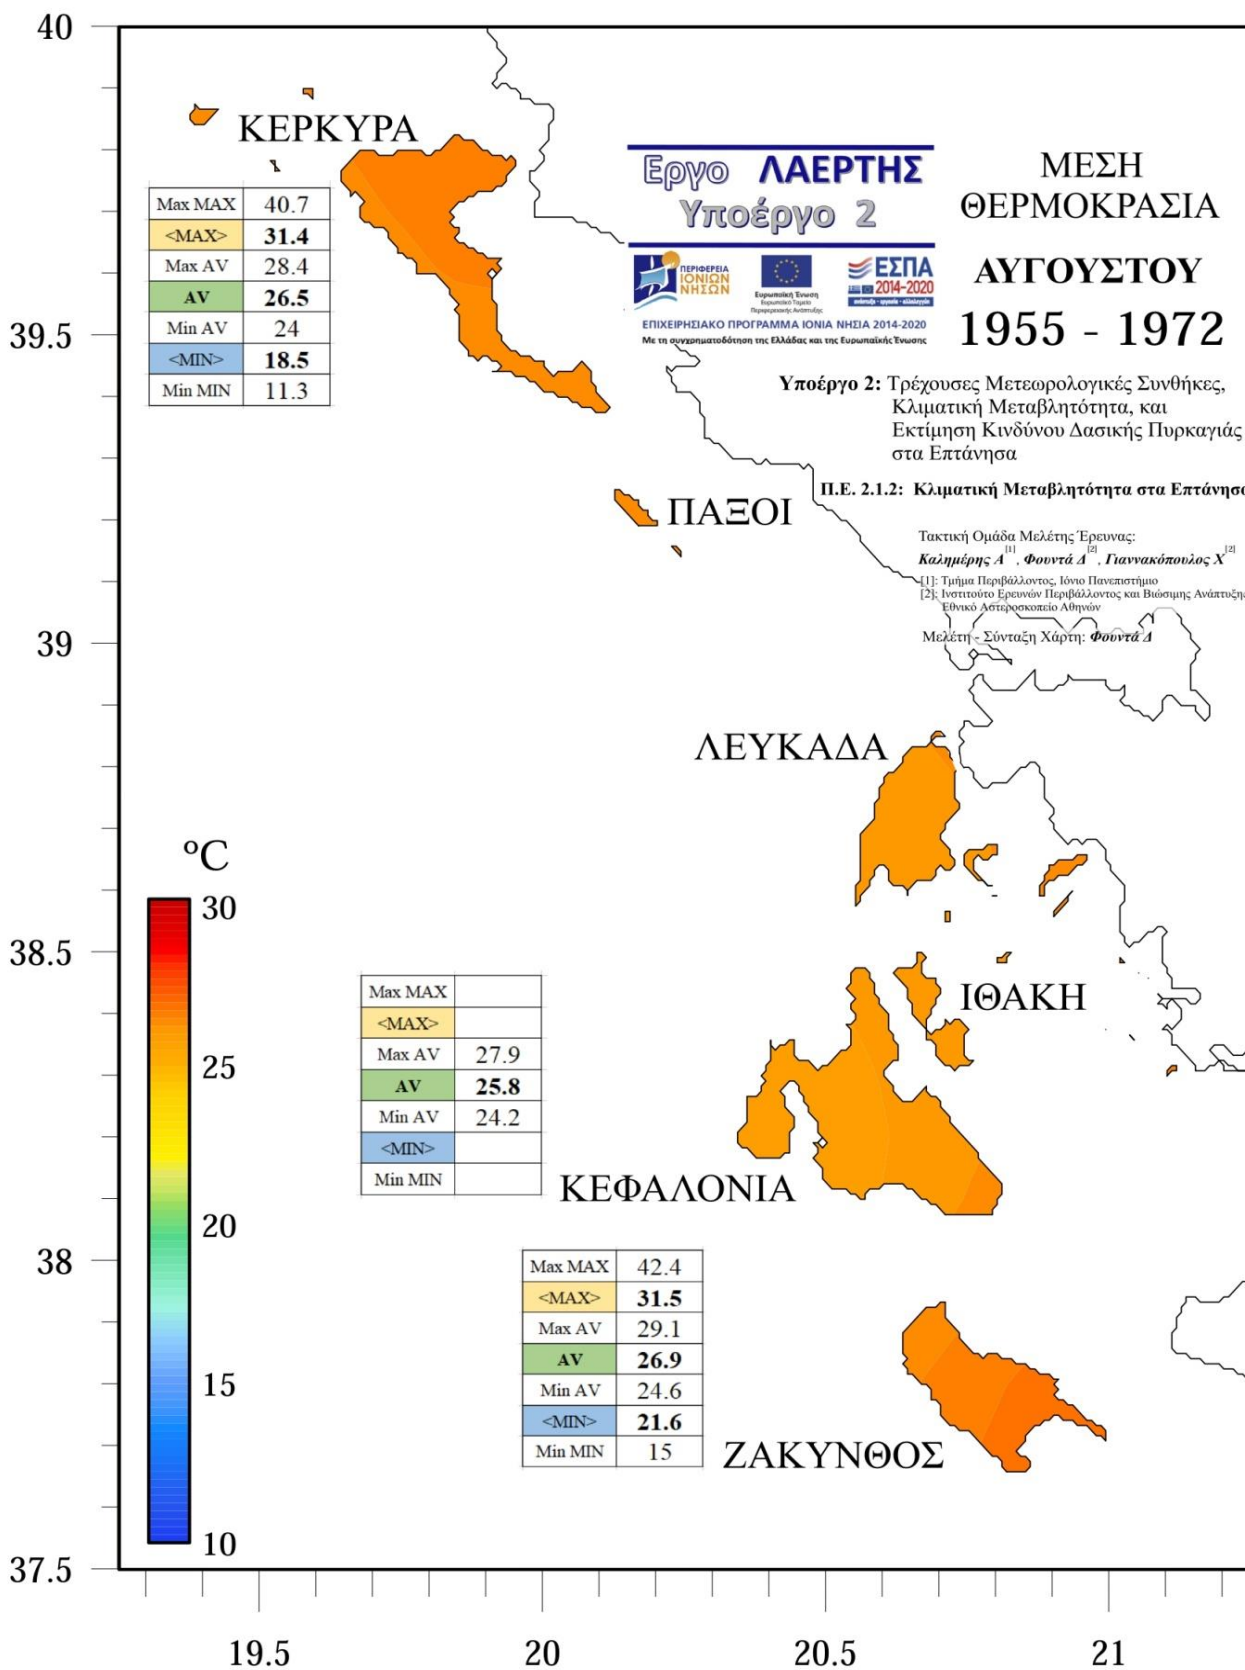 40
ΚΕΡΚΥΡΑ
Εργο ΛΑΕΡΤΗΣ
Υποέργο 2
ΜΕΣΗ
ΘΕΡΜΟΚΡΑΣΙΑ
ΑΥΓΟΥΣΤΟΥ
1955 - 1972
Max MAX 40.7
<MAX> 31.4
Max AV 28.4
AV 26.5
Min AV 24
<MIN> 18.5
Min MIN 11.3
ΠΕΡΙΦΕΡΕΙΑ
ΙΟΝΙΩΝ
ΝΗΣΩΝ
Ευρωπαϊκή Ένωση
Ευρωπαϊκό Ταμείο
Περιφερειακής Ανάπτυξης
ΕΣΠΑ
2014-2020
ανάπτυξη - εργασία - αλληλεγγύη
ΕΠΙΧΕΙΡΗΣΙΑΚΟ ΠΡΟΓΡΑΜΜΑ ΙΟΝΙΑ ΝΗΣΙΑ 2014-2020
Με τη συγχρηματοδότηση της Ελλάδας και της Ευρωπαϊκής Ένωσης
39.5
Υποέργο 2: Τρέχουσες Μετεωρολογικές Συνθήκες,
Κλιματική Μεταβλητότητα, και
Εκτίμηση Κινδύνου Δασικής Πυρκαγιάς
στα Επτάνησα
Π.Ε. 2.1.2: Κλιματική Μεταβλητότητα στα Επτάνησα
ΠΑΞΟΙ
Τακτική Ομάδα Μελέτης Έρευνας:
Καλημέρης Α [1], Φουντά Δ [2], Γιαννακόπουλος Χ [2]
[1]: Τμήμα Περιβάλλοντος, Ιόνιο Πανεπιστήμιο
[2]: Ινστιτούτο Ερευνών Περιβάλλοντος και Βιώσιμης Ανάπτυξης
Εθνικό Αστεροσκοπείο Αθηνών
Μελέτη - Σύνταξη Χάρτη: Φουντά Δ
39
ΛΕΥΚΑΔΑ
ºC
30
25
20
15
10
38.5
ΙΘΑΚΗ
Max MAX
<MAX>
Max AV 27.9
AV 25.8
Min AV 24.2
<MIN>
Min MIN
ΚΕΦΑΛΟΝΙΑ
38
Max MAX 42.4
<MAX> 31.5
Max AV 29.1
AV 26.9
Min AV 24.6
<MIN> 21.6
Min MIN 15
ΖΑΚΥΝΘΟΣ
37.5
19.5 20 20.5 21